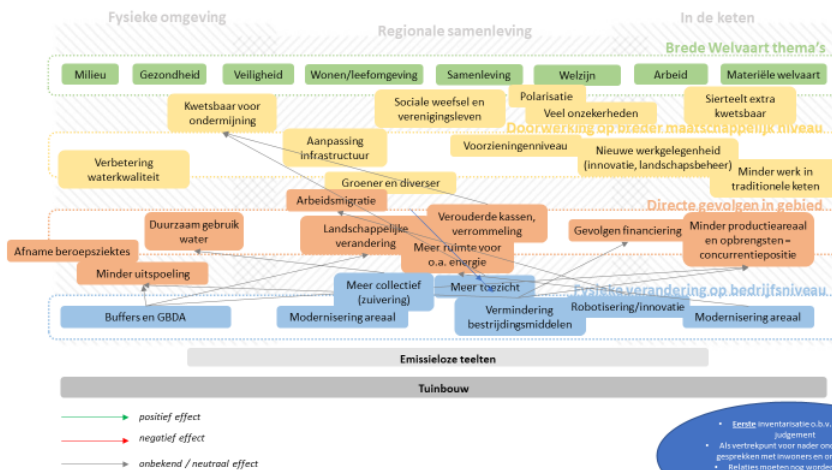 Fysieke omgeving
Regionale samenleving
In de keten
Brede Welvaart thema's
Milieu
Gezondheid
Veiligheid
Wonen/leefomgeving
Samenleving
Welzijn
Arbeid
Materiële welvaart
Kwetsbaar voor
ondermijning
Sociale weefsel en
verenigingsleven
Polarisatie
Veel onzekerheden
Sierteelt extra
kwetsbaar
Doorwerking op breder maatschappelijk niveau
Verbetering
waterkwaliteit
Aanpassing
infrastructuur
Groener en diverser
Voorzieningenniveau
Nieuwe werkgelegenheid
(innovatie, landschapsbeheer)
Minder werk in
traditionele keten
Directe gevolgen in gebied
Arbeidsmigratie
Afname beroepsziektes
Duurzaam gebruik
water
Minder uitspoeling
Landschappelijke
verandering
Verouderde kassen,
verrommeling
Meer ruimte voor
o.a. energie
Gevolgen financiering
Minder productieareaal
en opbrengsten –
concurrentiepositie
Fysieke verandering op bedrijfsniveau
Buffers en GBDA
Modernisering areaal
Meer collectief
(zuivering)
Meer toezicht
Vermindering
bestrijdingsmiddelen
Robotisering/innovatie
Modernisering areaal
Emissieloze teelten
Tuinbouw
positief effect
negatief effect
onbekend / neutraal effect
• Eerste inventarisatie o.b.v.
judgement
• Als vertrekpunt voor nader
gesprekken met inwoners en
• Relaties moeten nog worden